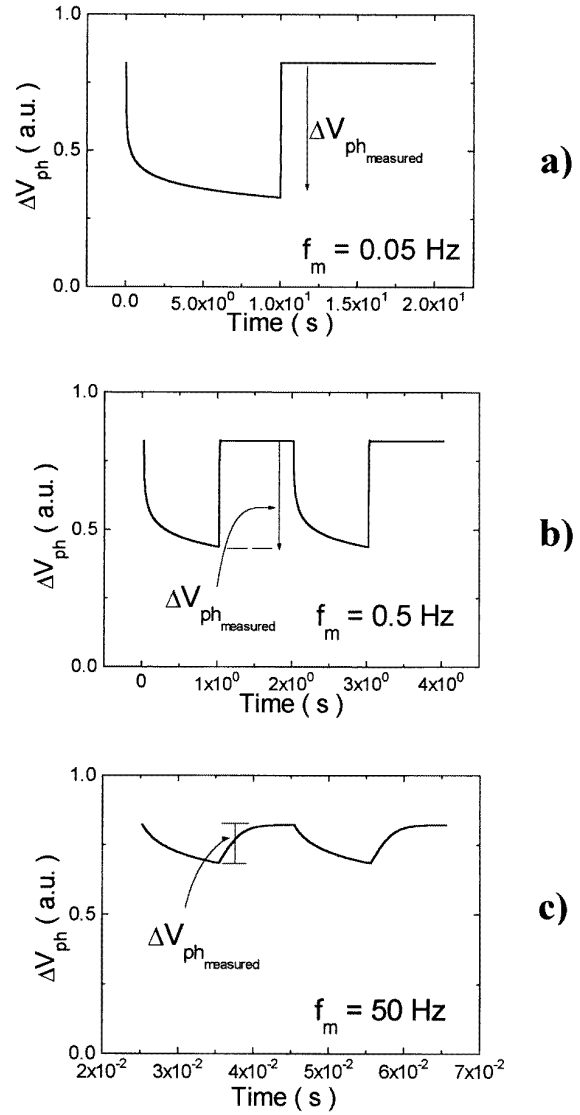 1.0
0.5
0.0
ΔV_ph ( a.u. )
ΔV_ph_measured
f_m = 0.05 Hz
0.0 5.0x10^0 1.0x10^1 1.5x10^1 2.0x10^1
Time ( s )
a)
1.0
0.5
0.0
ΔV_ph ( a.u. )
ΔV_ph_measured
f_m = 0.5 Hz
0 1x10^0 2x10^0 3x10^0 4x10^0
Time ( s )
b)
1.0
0.5
0.0
ΔV_ph ( a.u. )
ΔV_ph_measured
f_m = 50 Hz
2x10^-2 3x10^-2 4x10^-2 5x10^-2 6x10^-2 7x10^-2
Time ( s )
c)